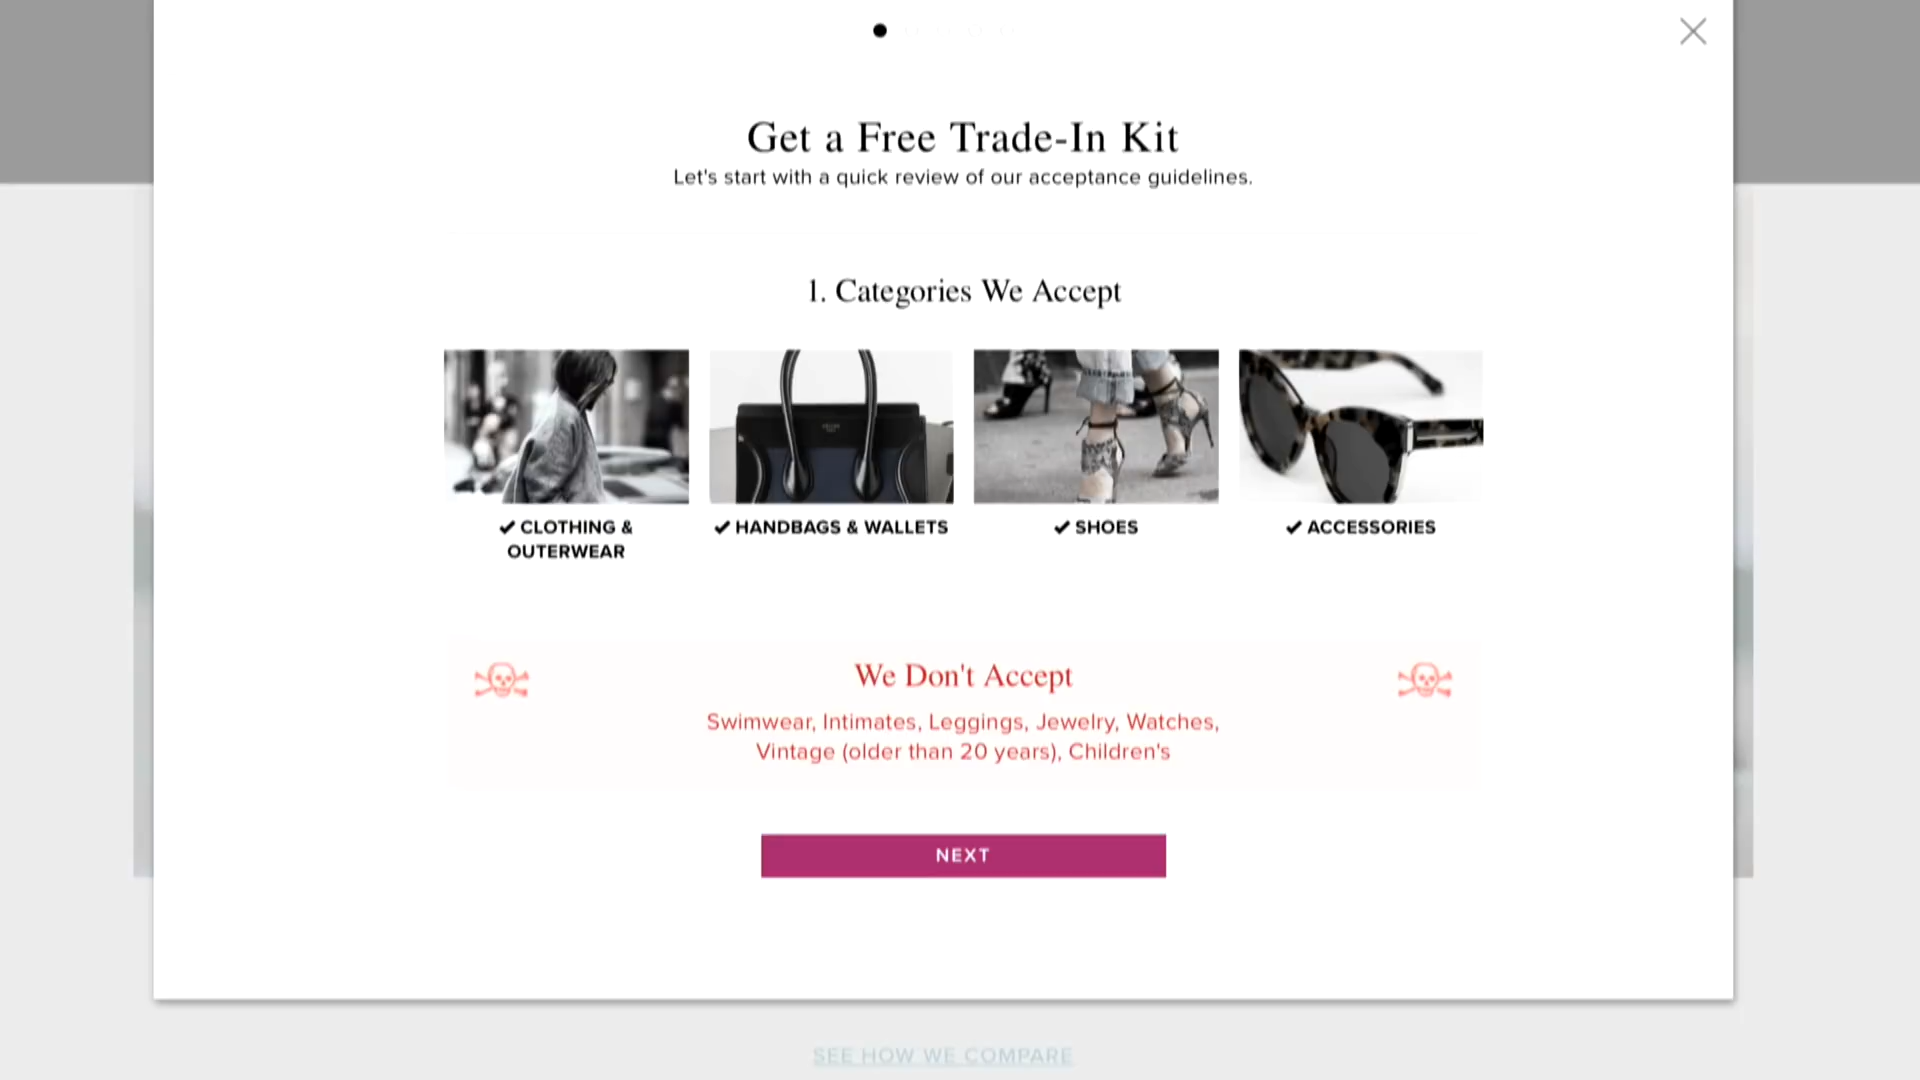 Get a Free Trade-In Kit
Let's start with a quick review of our acceptance guidelines.
1. Categories We Accept
CLOTHING &
OUTERWEAR
HANDBAGS & WALLETS
SHOES
ACCESSORIES
We Don't Accept
Swimwear, Intimates, Leggings, Jewelry, Watches,
Vintage (older than 20 years), Children's
NEXT
SEE HOW WE COMPARE